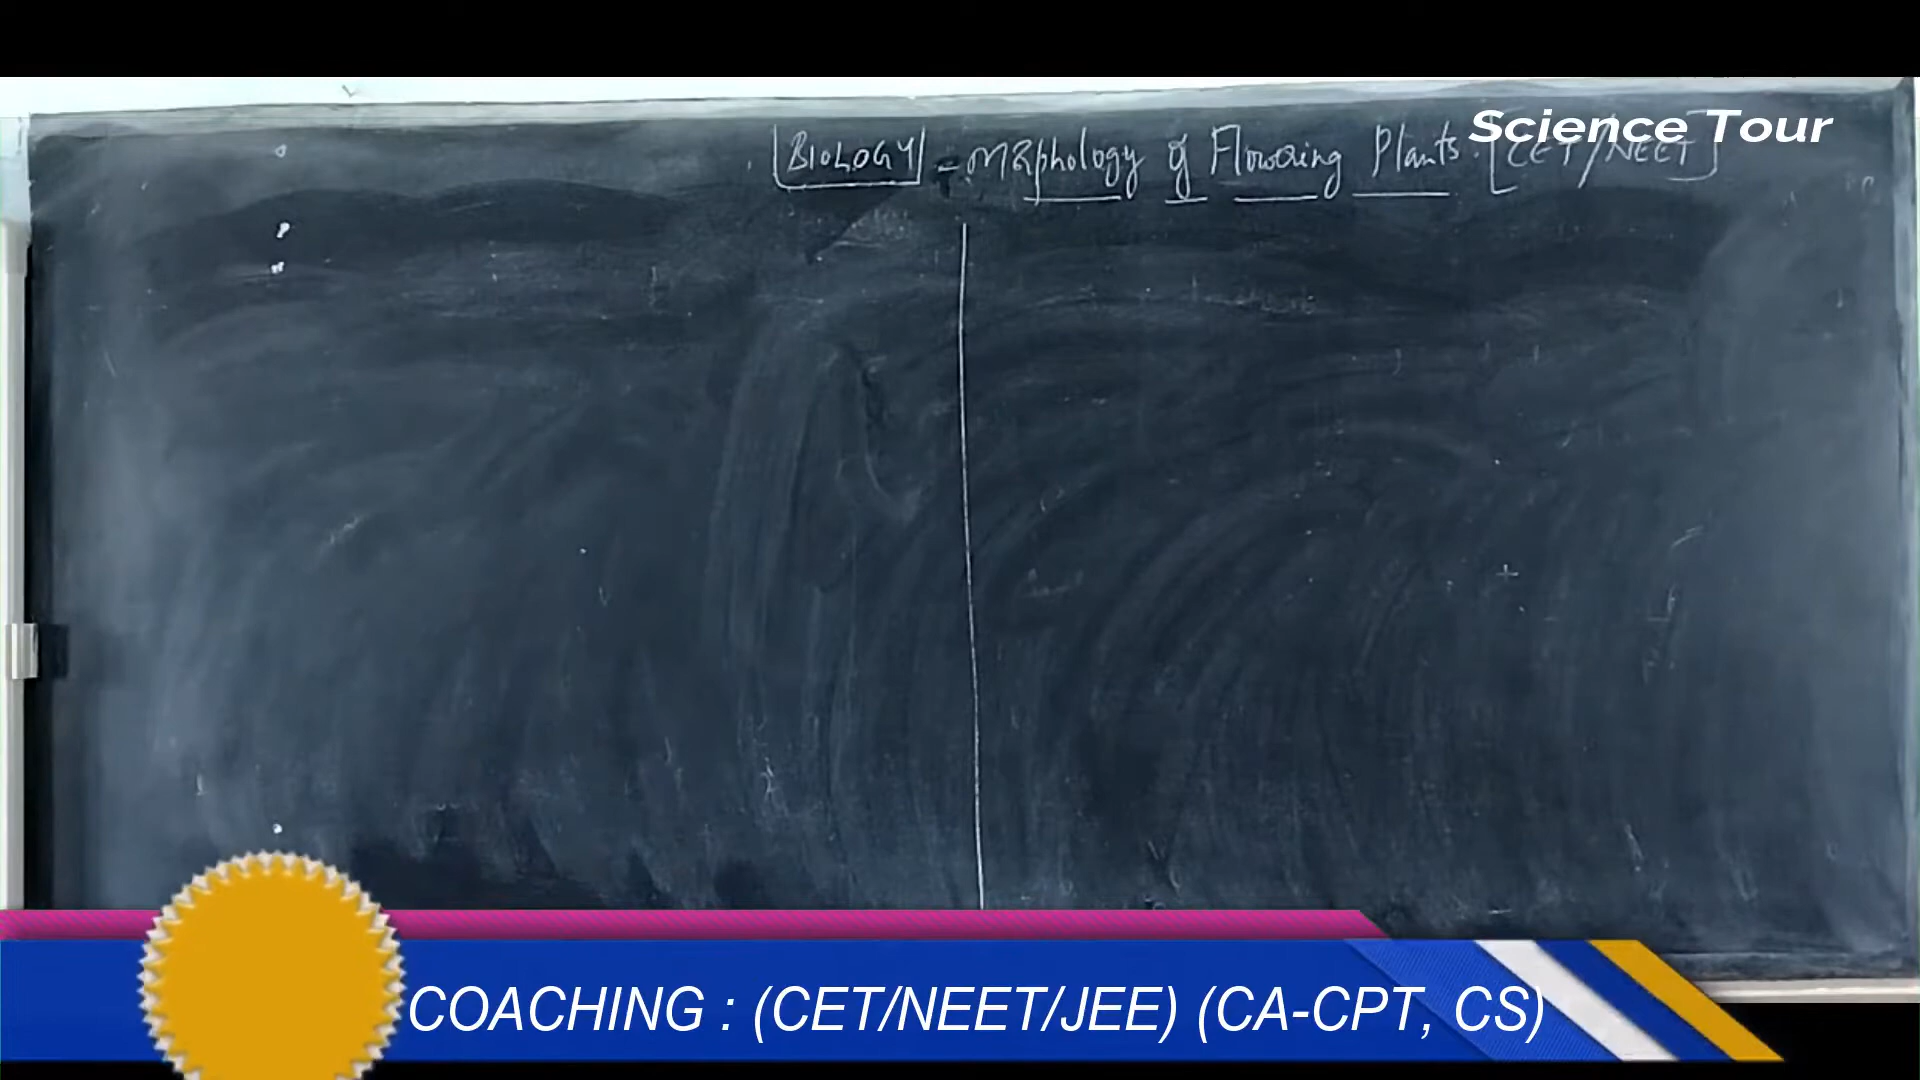 Science Tour
BIOLOGY - Morphology of Flowering Plants. [CET/NEET]
COACHING : (CET/NEET/JEE) (CA-CPT, CS)